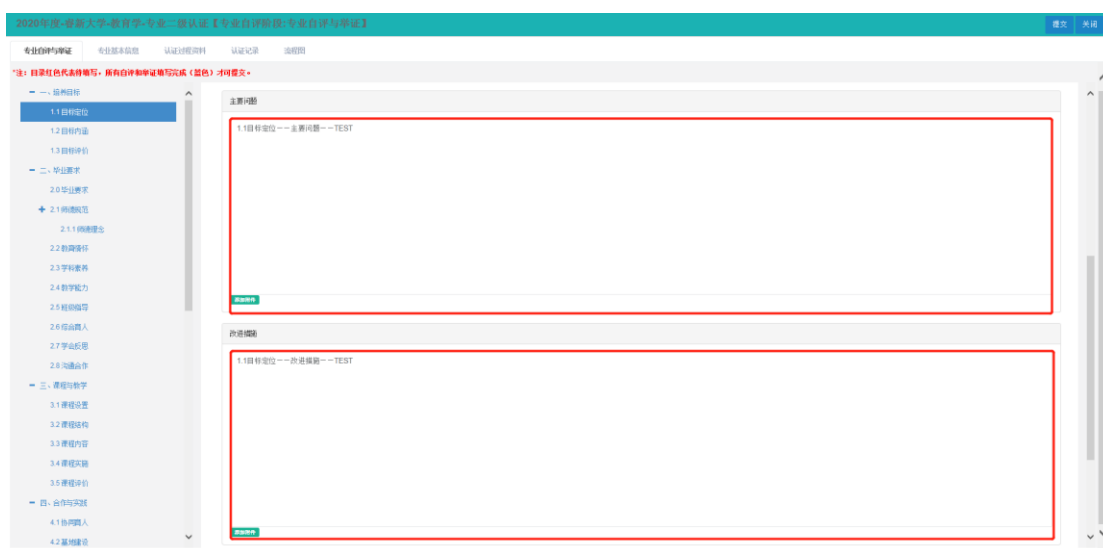 2020年度-睿新大学-教育学-专业二级认证【专业自评阶段:专业自评与举证】
提交
关闭
专业自评与举证
专业基本信息
认证过程资料
认证记录
流程图
*注：目录红色代表待填写，所有自评和举证填写完成（蓝色）才可提交。
一、培养目标
1.1目标定位
1.2目标内涵
1.3目标评价
二、毕业要求
2.0毕业要求
2.1师德规范
2.1.1师德理念
2.2教育情怀
2.3学科素养
2.4教学能力
2.5班级指导
2.6综合育人
2.7学会反思
2.8沟通合作
三、课程与教学
3.1课程设置
3.2课程结构
3.3课程内容
3.4课程实施
3.5课程评价
四、合作与实践
4.1协同育人
4.2基地建设
主要问题
1.1目标定位——主要问题——TEST
添加附件
改进措施
1.1目标定位——改进措施——TEST
添加附件